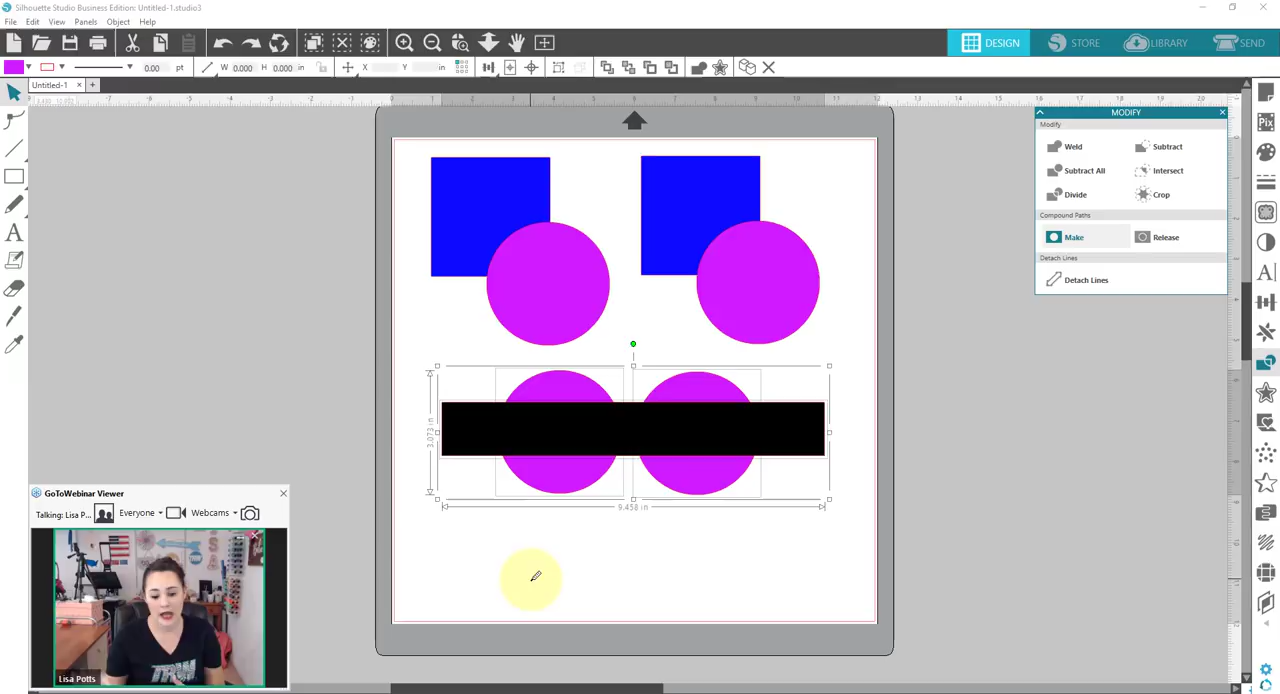 Silhouette Studio Business Edition: Untitled-1.studio3
File Edit View Panels Object Help
DESIGN STORE LIBRARY SEND
0.00 pt W 0.000 H 0.000 X Y in
Untitled-1
MODIFY
Modify
Weld Subtract
Subtract All Intersect
Divide Crop
Compound Paths
Make Release
Detach Lines
Detach Lines
3.073 in
9.458 in
GoToWebinar Viewer
Talking: Lisa P... Everyone Webcams
Lisa Potts